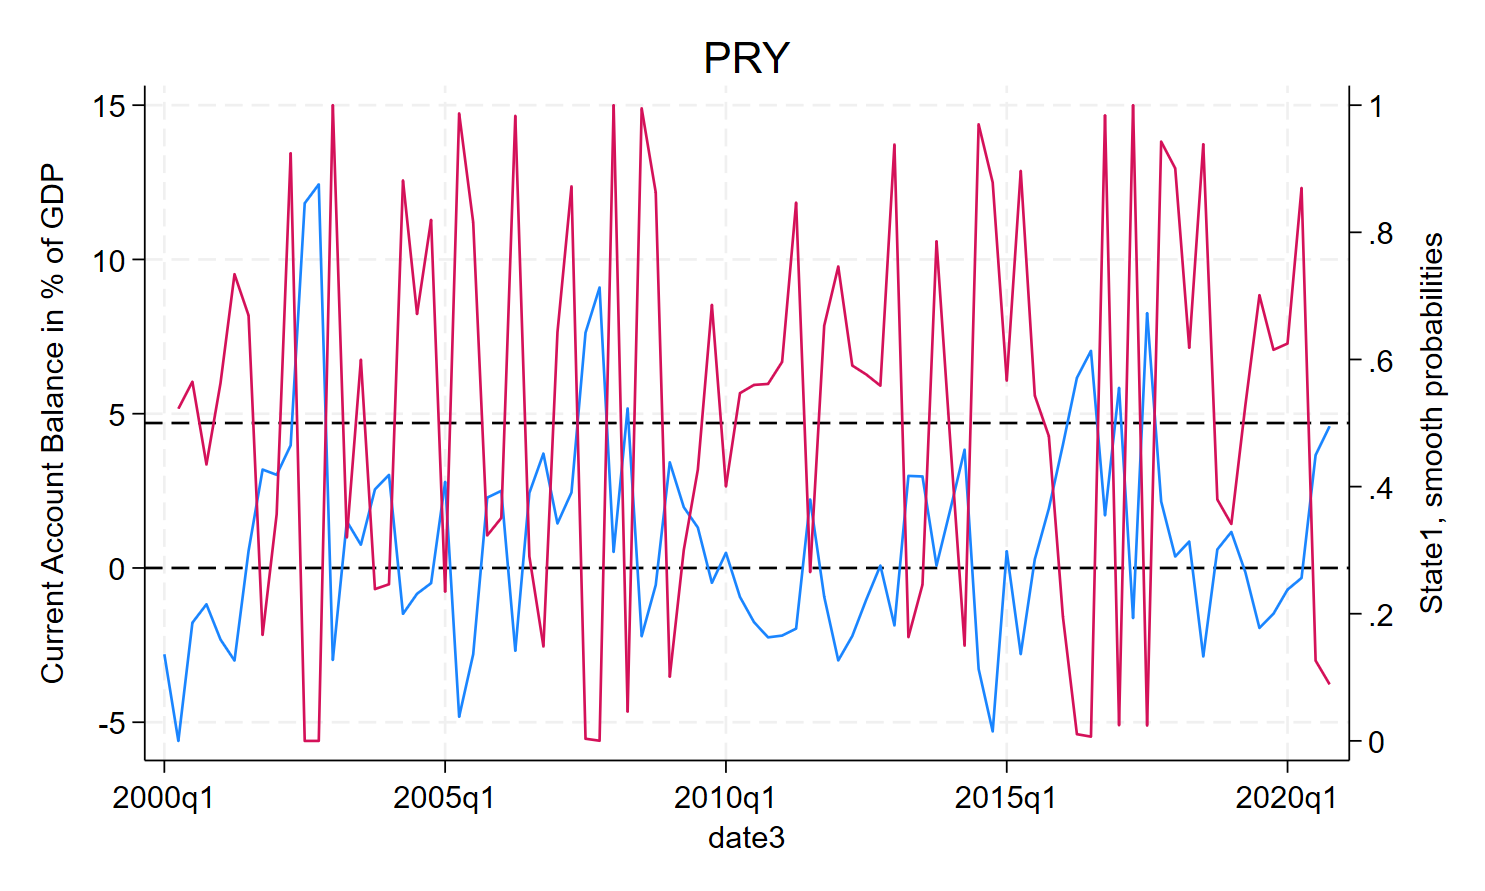 PRY
Current Account Balance in % of GDP
15
10
5
0
-5
1
.8
.6
.4
.2
0
State1, smooth probabilities
2000q1
2005q1
2010q1
2015q1
2020q1
date3